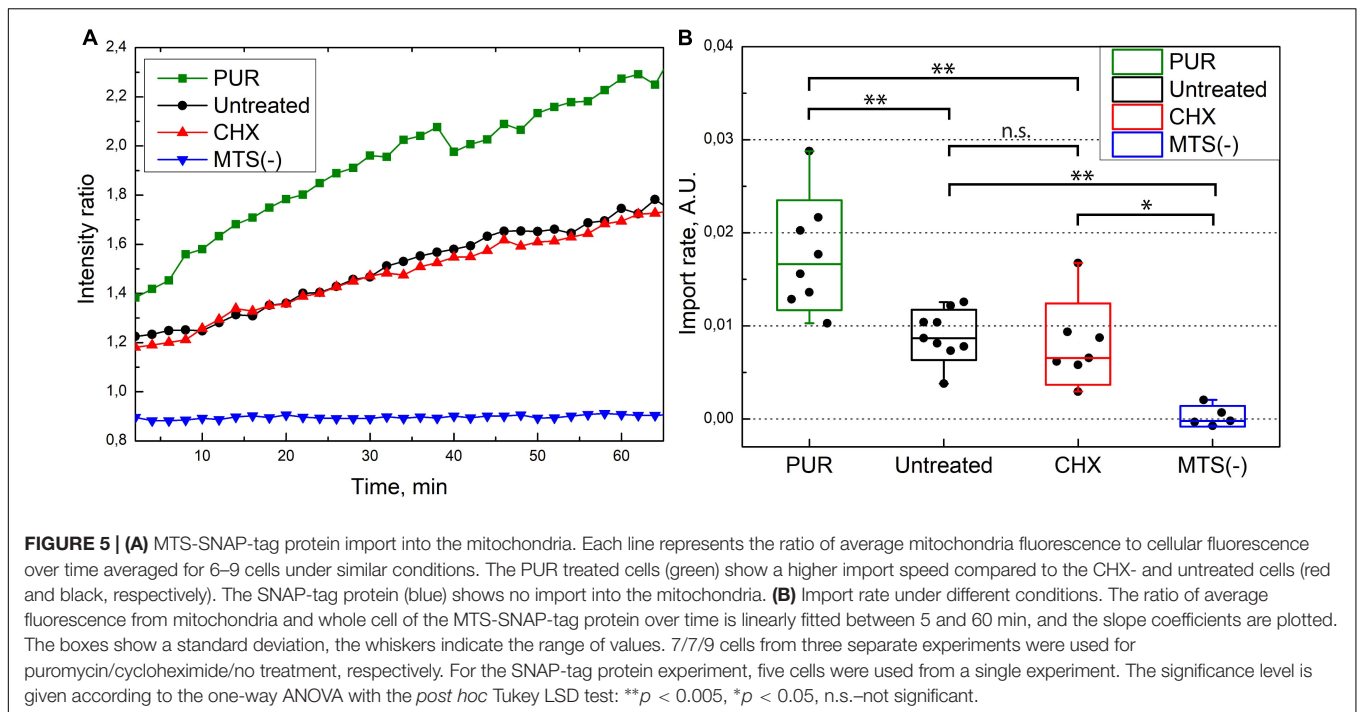 A
B
2,4
2,2
2,0
1,8
1,6
1,4
1,2
1,0
0,8
Intensity ratio
PUR
Untreated
CHX
MTS(-)
10 20 30 40 50 60
Time, min
0,04
0,03
0,02
0,01
0,00
Import rate, A.U.
PUR
Untreated
CHX
MTS(-)
**
**
n.s.
**
*
PUR Untreated CHX MTS(-)
FIGURE 5 | (A) MTS-SNAP-tag protein import into the mitochondria. Each line represents the ratio of average mitochondria fluorescence to cellular fluorescence
over time averaged for 6–9 cells under similar conditions. The PUR treated cells (green) show a higher import speed compared to the CHX- and untreated cells (red
and black, respectively). The SNAP-tag protein (blue) shows no import into the mitochondria. (B) Import rate under different conditions. The ratio of average
fluorescence from mitochondria and whole cell of the MTS-SNAP-tag protein over time is linearly fitted between 5 and 60 min, and the slope coefficients are plotted.
The boxes show a standard deviation, the whiskers indicate the range of values. 7/7/9 cells from three separate experiments were used for
puromycin/cycloheximide/no treatment, respectively. For the SNAP-tag protein experiment, five cells were used from a single experiment. The significance level is
given according to the one-way ANOVA with the post hoc Tukey LSD test: **p < 0.005, *p < 0.05, n.s.–not significant.